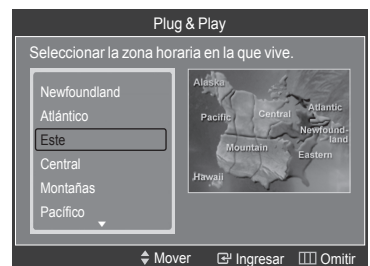 Plug & Play
Seleccionar la zona horaria en la que vive.
Newfoundland
Atlántico
Este
Central
Montañas
Pacífico
Alaska
Pacific
Central
Atlantic
Newfound-
land
Mountain
Eastern
Hawaii
Mover Ingresar Omitir